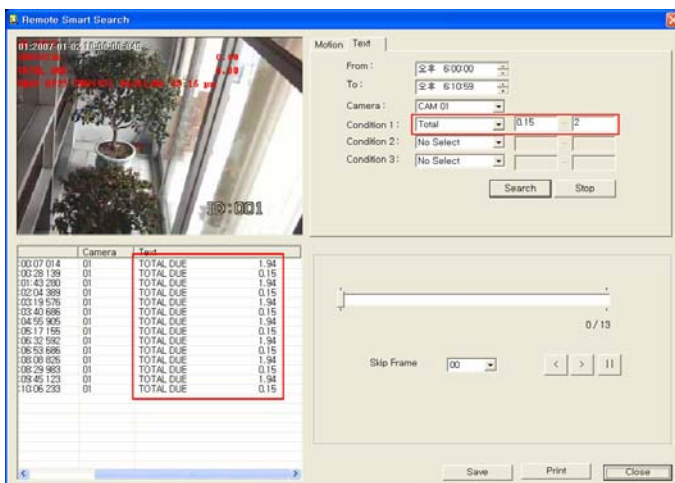 Remote Smart Search
0.00
0.00
ID:001
Motion Text
From : 오후 6:00:00
To : 오후 6:10:59
Camera : CAM 01
Condition 1 : Total 0.15 ~ 2
Condition 2 : No Select ~
Condition 3 : No Select ~
Search Stop
Camera Text
:00:07 014 01 TOTAL DUE 1.94
:00:28 139 01 TOTAL DUE 0.15
:01:43 280 01 TOTAL DUE 1.94
:02:04 389 01 TOTAL DUE 0.15
:03:19 576 01 TOTAL DUE 1.94
:03:40 686 01 TOTAL DUE 0.15
:04:55 905 01 TOTAL DUE 1.94
:05:17 155 01 TOTAL DUE 0.15
:06:32 592 01 TOTAL DUE 1.94
:06:53 686 01 TOTAL DUE 0.15
:08:08 826 01 TOTAL DUE 1.94
:08:29 983 01 TOTAL DUE 0.15
:09:45 123 01 TOTAL DUE 1.94
:10:06 233 01 TOTAL DUE 0.15
0/13
Skip Frame 00 < > II
Save Print Close